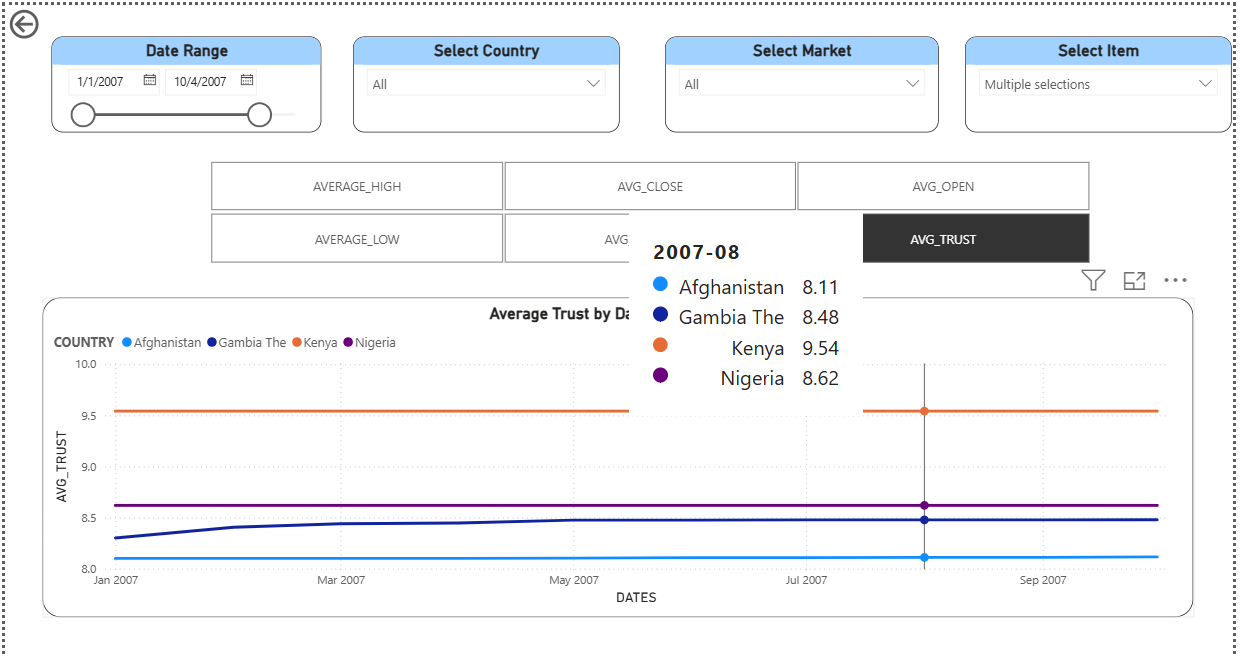 Date Range
1/1/2007 10/4/2007
Select Country
All
Select Market
All
Select Item
Multiple selections
AVERAGE_HIGH
AVG_CLOSE
AVG_OPEN
AVERAGE_LOW
AVG_
AVG_TRUST
2007-08
Afghanistan 8.11
Gambia The 8.48
Kenya 9.54
Nigeria 8.62
Average Trust by Da
COUNTRY Afghanistan Gambia The Kenya Nigeria
AVG_TRUST
10.0
9.5
9.0
8.5
8.0
Jan 2007 Mar 2007 May 2007 Jul 2007 Sep 2007
DATES